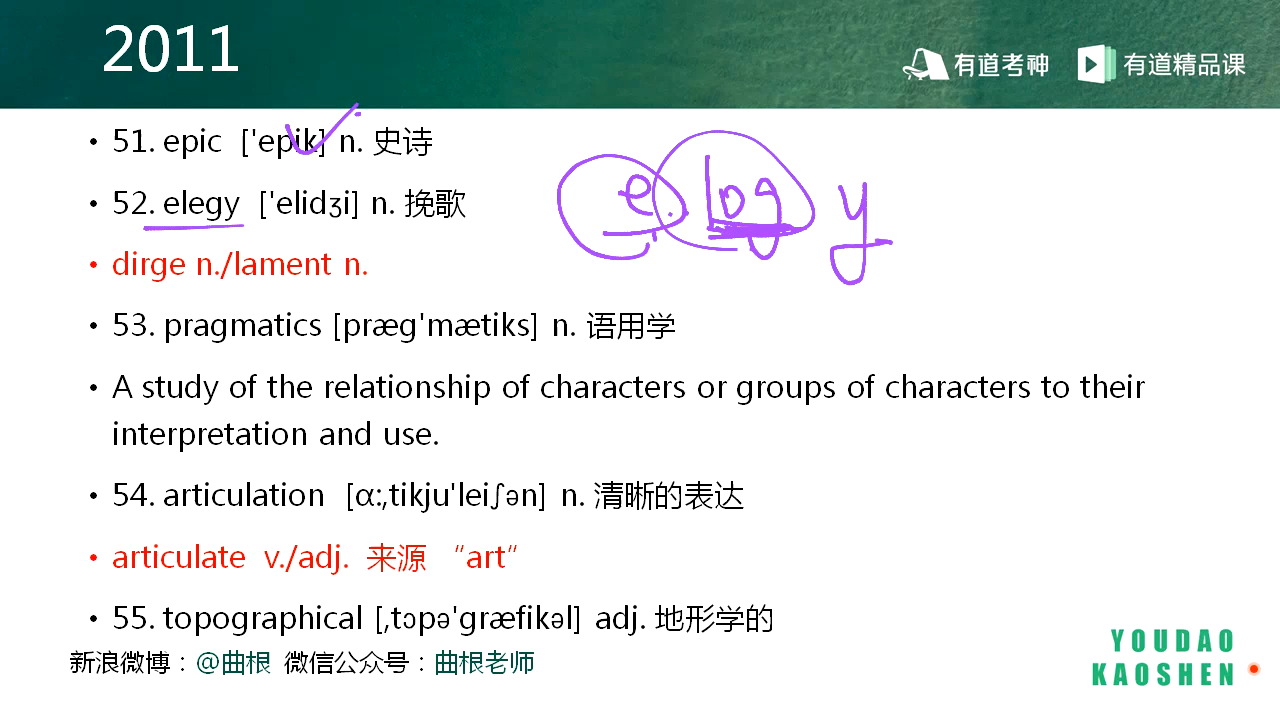 2011
有道考神 有道精品课
• 51. epic ['epik] n. 史诗
• 52. elegy ['elidʒi] n. 挽歌
e log y
• dirge n./lament n.
• 53. pragmatics [præg'mætiks] n. 语用学
• A study of the relationship of characters or groups of characters to their
interpretation and use.
• 54. articulation [ɑ:,tikju'leiʃən] n. 清晰的表达
• articulate v./adj. 来源 “art“
• 55. topographical [,tɔpə'græfikəl] adj. 地形学的
新浪微博：@曲根 微信公众号：曲根老师
YOUDAO
KAOSHEN